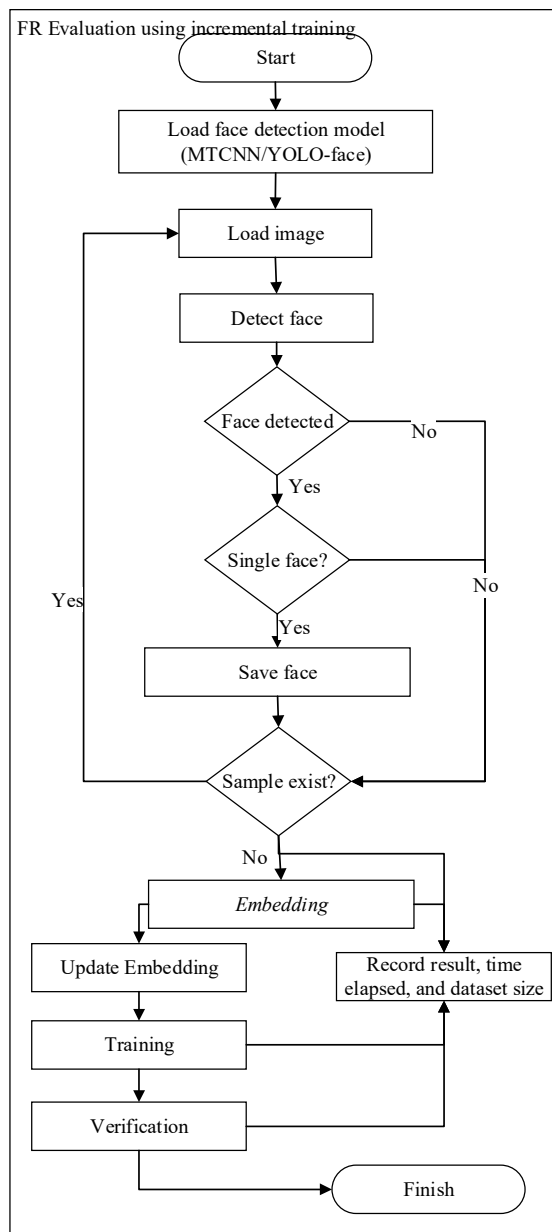 FR Evaluation using incremental training
Start
Load face detection model
(MTCNN/YOLO-face)
Load image
Detect face
Face detected
No
Yes
Single face?
No
Yes
Yes
Save face
Sample exist?
No
Embedding
Update Embedding
Record result, time
elapsed, and dataset size
Training
Verification
Finish